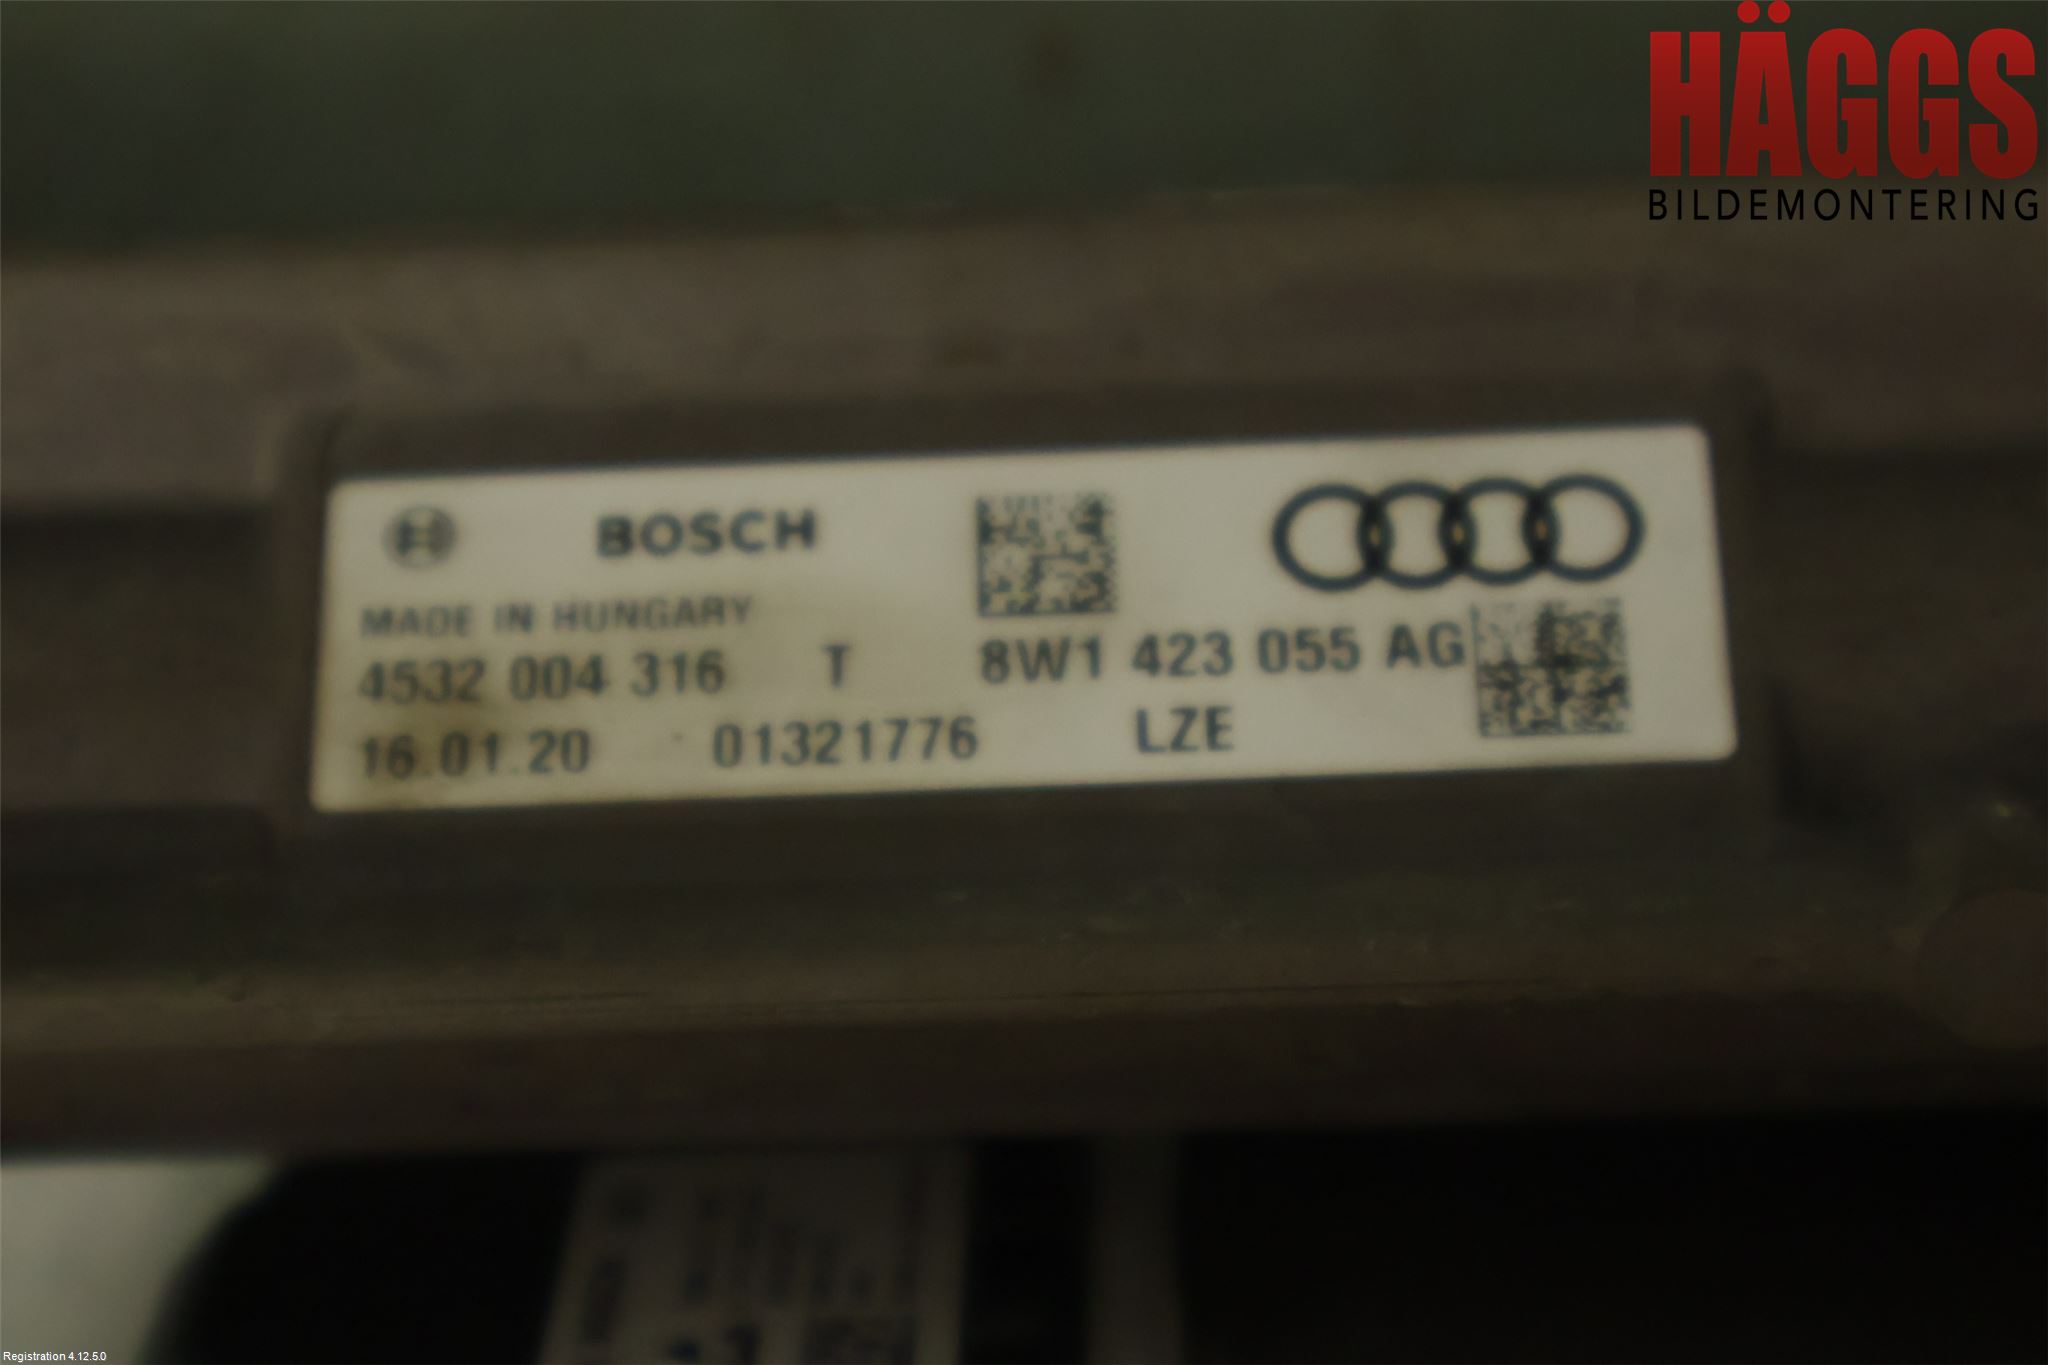 HÄGGS
BILDEMONTERING
BOSCH
MADE IN HUNGARY
4532 004 316 T 8W1 423 055 AG
16.01.20 01321776 LZE
Registration 4.12.5.0